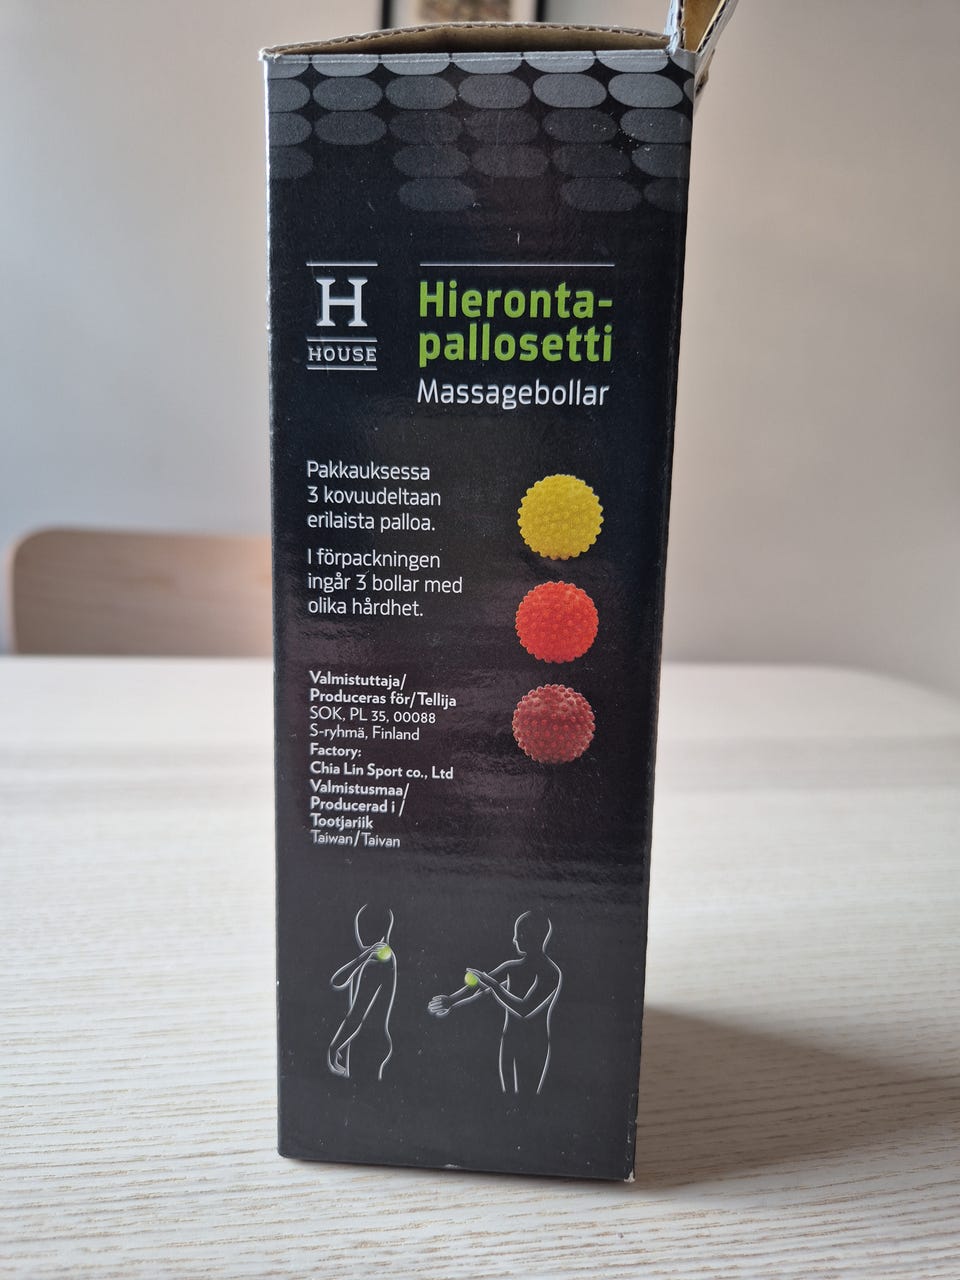 H
HOUSE
Hieronta-
pallosetti
Massagebollar
Pakkauksessa
3 kovuudeltaan
erilaista palloa.
I förpackningen
ingår 3 bollar med
olika hårdhet.
Valmistuttaja/
Produceras för/Tellija
SOK, PL 35, 00088
S-ryhmä, Finland
Factory:
Chia Lin Sport co., Ltd
Valmistusmaa/
Producerad i /
Tootjariik
Taiwan/Taivan